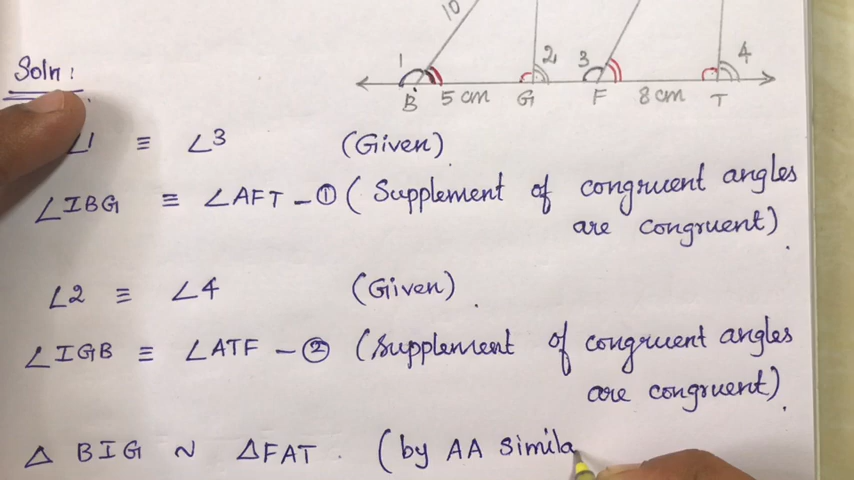 10
Soln:
1 2 3 4
B 5 cm G F 8 cm T
∠1 ≡ ∠3 (Given)
∠IBG ≡ ∠AFT - ① (Supplement of congruent angles
are congruent).
∠2 ≡ ∠4 (Given).
∠IGB ≡ ∠ATF - ② (Supplement of congruent angles
are congruent).
△ BIG ~ △FAT. (by AA Simila